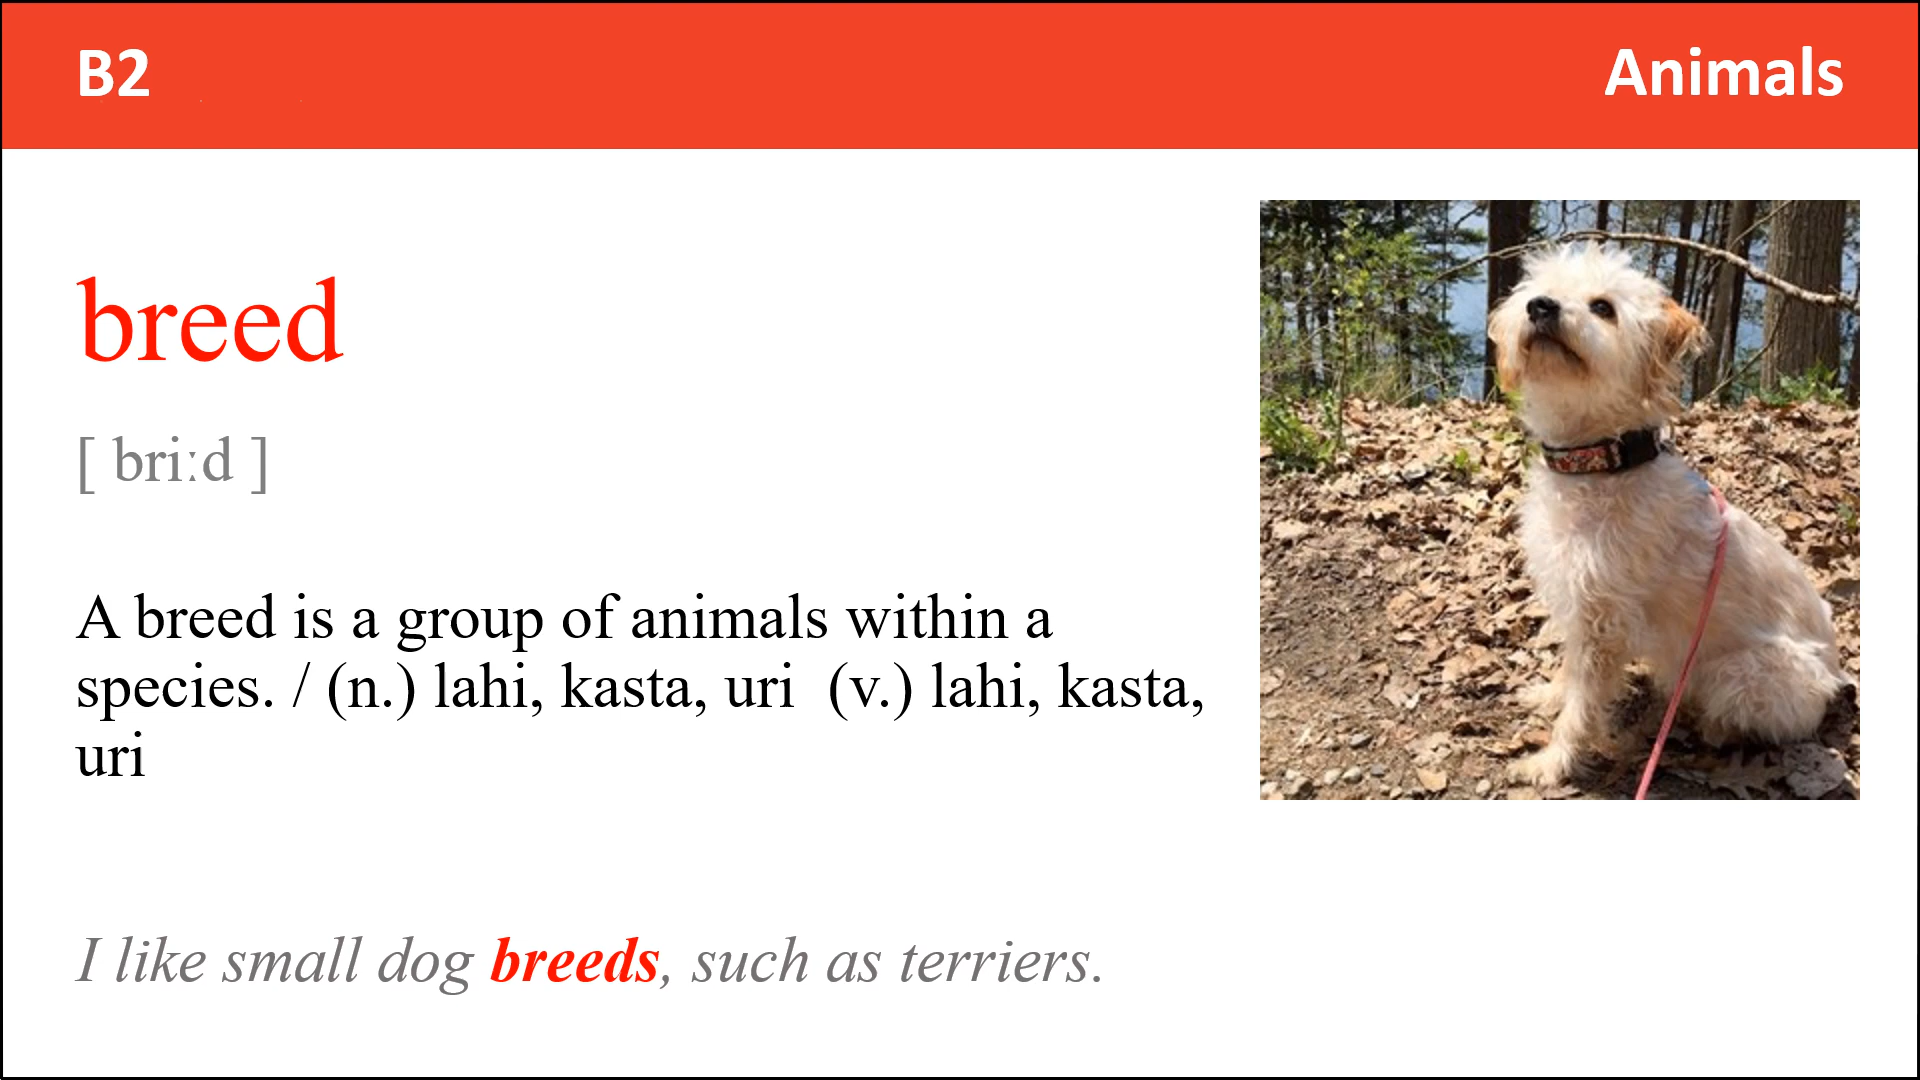 B2
Animals
breed
[ briːd ]
A breed is a group of animals within a
species. / (n.) lahi, kasta, uri  (v.) lahi, kasta,
uri
I like small dog breeds, such as terriers.